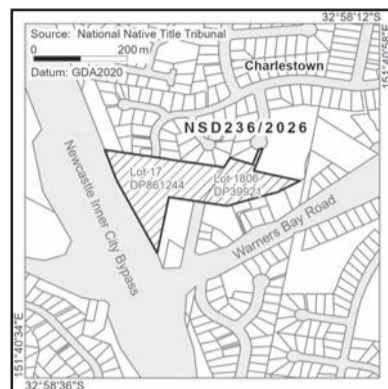 32°58'12"S
Source: National Native Title Tribunal
0 200 m
Datum: GDA2020
151°40'58"E
Charlestown
NSD236/2026
Lot 17
DP861244
Lot 1806
DP39921
Newcastle Inner City Bypass
Warners Bay Road
151°40'34"E
32°58'36"S